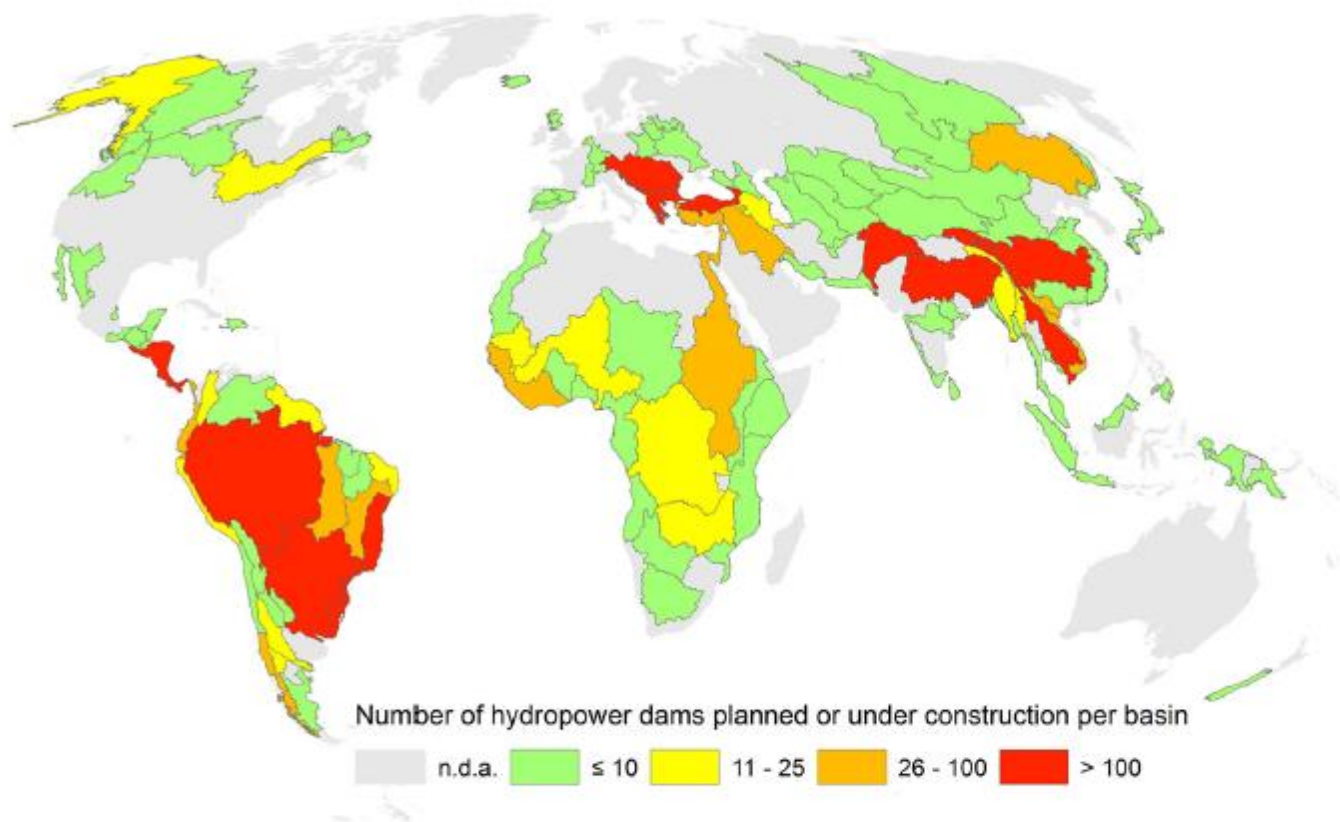 Number of hydropower dams planned or under construction per basin
n.d.a. ≤ 10 11 - 25 26 - 100 > 100